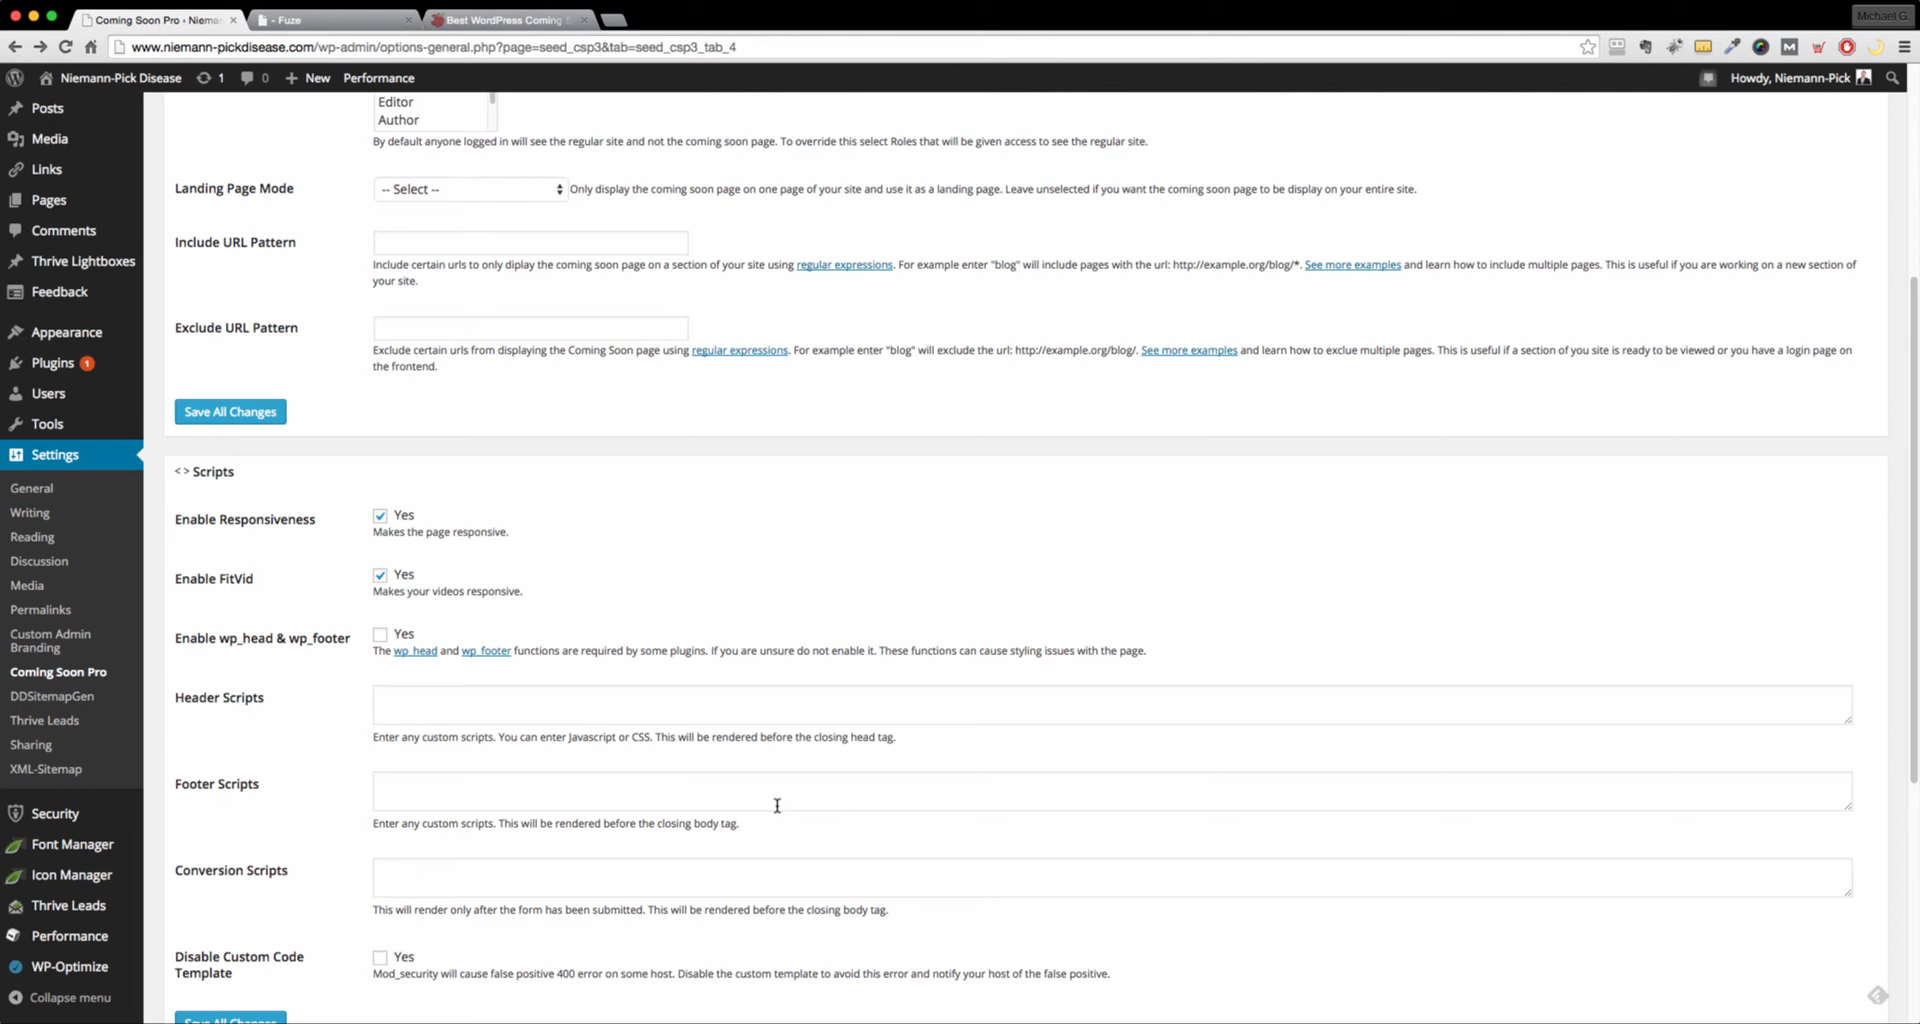 Coming Soon Pro ‹ Nieman
- Fuze
Best WordPress Coming S
Michael G.
www.niemann-pickdisease.com/wp-admin/options-general.php?page=seed_csp3&tab=seed_csp3_tab_4
Niemann-Pick Disease
1
0
New
Performance
Howdy, Niemann-Pick
Posts
Media
Links
Pages
Comments
Thrive Lightboxes
Feedback
Appearance
Plugins 1
Users
Tools
Settings
General
Writing
Reading
Discussion
Media
Permalinks
Custom Admin
Branding
Coming Soon Pro
DDSitemapGen
Thrive Leads
Sharing
XML-Sitemap
Security
Font Manager
Icon Manager
Thrive Leads
Performance
WP-Optimize
Collapse menu
Editor
Author
By default anyone logged in will see the regular site and not the coming soon page. To override this select Roles that will be given access to see the regular site.
Landing Page Mode
-- Select --
Only display the coming soon page on one page of your site and use it as a landing page. Leave unselected if you want the coming soon page to be display on your entire site.
Include URL Pattern
Include certain urls to only diplay the coming soon page on a section of your site using regular expressions. For example enter "blog" will include pages with the url: http://example.org/blog/*. See more examples and learn how to include multiple pages. This is useful if you are working on a new section of
your site.
Exclude URL Pattern
Exclude certain urls from displaying the Coming Soon page using regular expressions. For example enter "blog" will exclude the url: http://example.org/blog/. See more examples and learn how to exclue multiple pages. This is useful if a section of you site is ready to be viewed or you have a login page on
the frontend.
Save All Changes
<> Scripts
Enable Responsiveness
Yes
Makes the page responsive.
Enable FitVid
Yes
Makes your videos responsive.
Enable wp_head & wp_footer
Yes
The wp_head and wp_footer functions are required by some plugins. If you are unsure do not enable it. These functions can cause styling issues with the page.
Header Scripts
Enter any custom scripts. You can enter Javascript or CSS. This will be rendered before the closing head tag.
Footer Scripts
Enter any custom scripts. This will be rendered before the closing body tag.
Conversion Scripts
This will render only after the form has been submitted. This will be rendered before the closing body tag.
Disable Custom Code
Template
Yes
Mod_security will cause false positive 400 error on some host. Disable the custom template to avoid this error and notify your host of the false positive.
Save All Changes